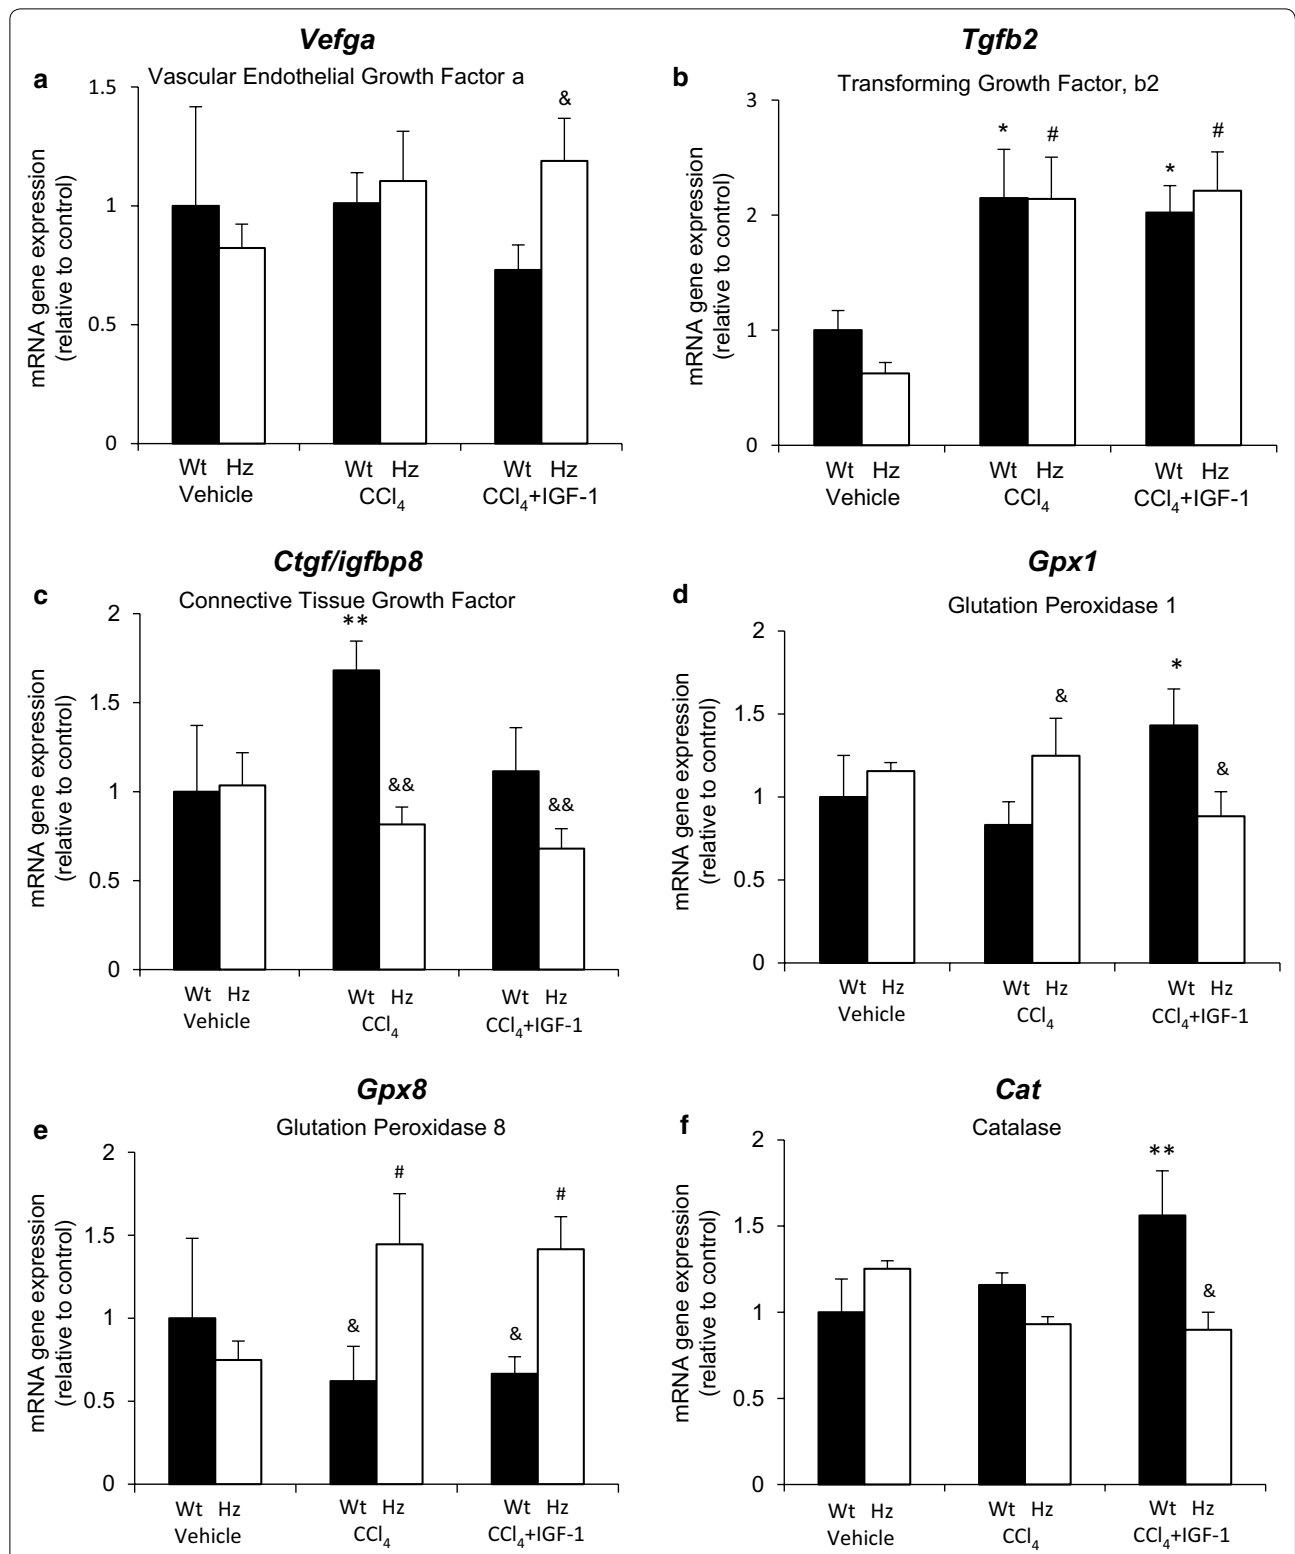 Vefga
a
Vascular Endothelial Growth Factor a
mRNA gene expression
(relative to control)
1.5
1
0.5
0
&
Wt Hz Wt Hz Wt Hz
Vehicle CCl4 CCl4+IGF-1
Tgfb2
b
Transforming Growth Factor, b2
mRNA gene expression
(relative to control)
3
2
1
0
* # * #
Wt Hz Wt Hz Wt Hz
Vehicle CCl4 CCl4+IGF-1
Ctgf/igfbp8
c
Connective Tissue Growth Factor
mRNA gene expression
(relative to control)
2
1.5
1
0.5
0
** && &&
Wt Hz Wt Hz Wt Hz
Vehicle CCl4 CCl4+IGF-1
Gpx1
d
Glutation Peroxidase 1
mRNA gene expression
(relative to control)
2
1.5
1
0.5
0
& * &
Wt Hz Wt Hz Wt Hz
Vehicle CCl4 CCl4+IGF-1
Gpx8
e
Glutation Peroxidase 8
mRNA gene expression
(relative to control)
2
1.5
1
0.5
0
& # & #
Wt Hz Wt Hz Wt Hz
Vehicle CCl4 CCl4+IGF-1
Cat
f
Catalase
mRNA gene expression
(relative to control)
2
1.5
1
0.5
0
** &
Wt Hz Wt Hz Wt Hz
Vehicle CCl4 CCl4+IGF-1